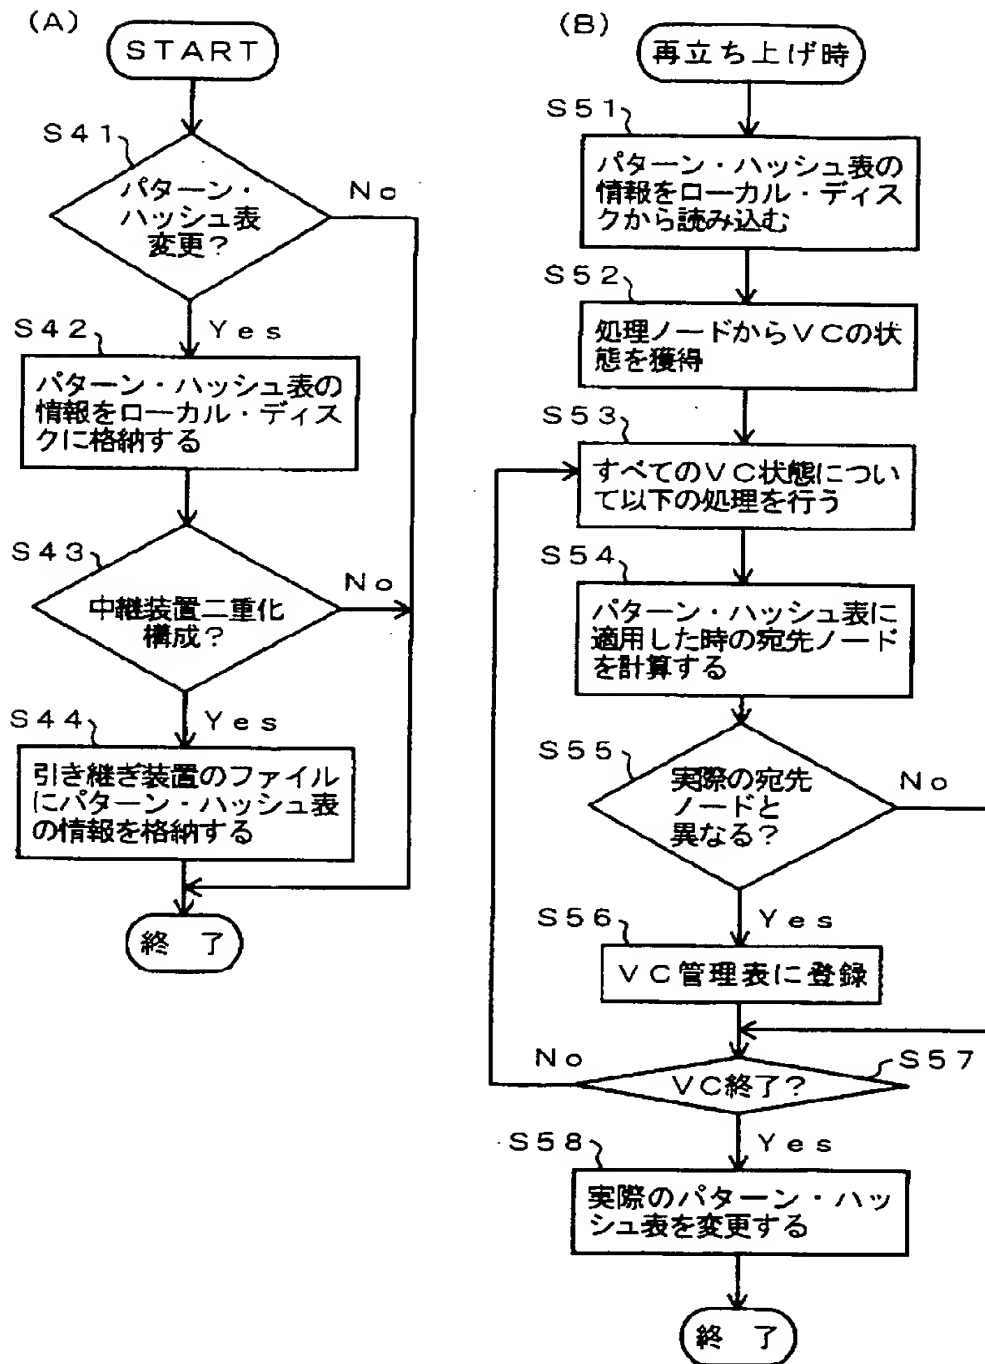 (A)
START
S41
パターン・
ハッシュ表
変更?
No
Yes
S42
パターン・ハッシュ表の
情報をローカル・ディス
クに格納する
S43
中継装置二重化
構成?
No
Yes
S44
引き継ぎ装置のファイル
にパターン・ハッシュ表
の情報を格納する
終 了
(B)
再立ち上げ時
S51
パターン・ハッシュ表の
情報をローカル・ディス
クから読み込む
S52
処理ノードからVCの状
態を獲得
S53
すべてのVC状態につい
て以下の処理を行う
S54
パターン・ハッシュ表に
適用した時の宛先ノード
を計算する
S55
実際の宛先
ノードと
異なる?
No
Yes
S56
VC管理表に登録
S57
VC終了?
No
Yes
S58
実際のパターン・ハッ
シュ表を変更する
終 了